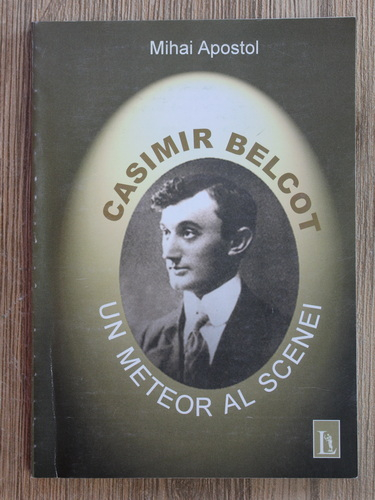 Mihai Apostol
CASIMIR BELCOT
UN METEOR AL SCENEI
L